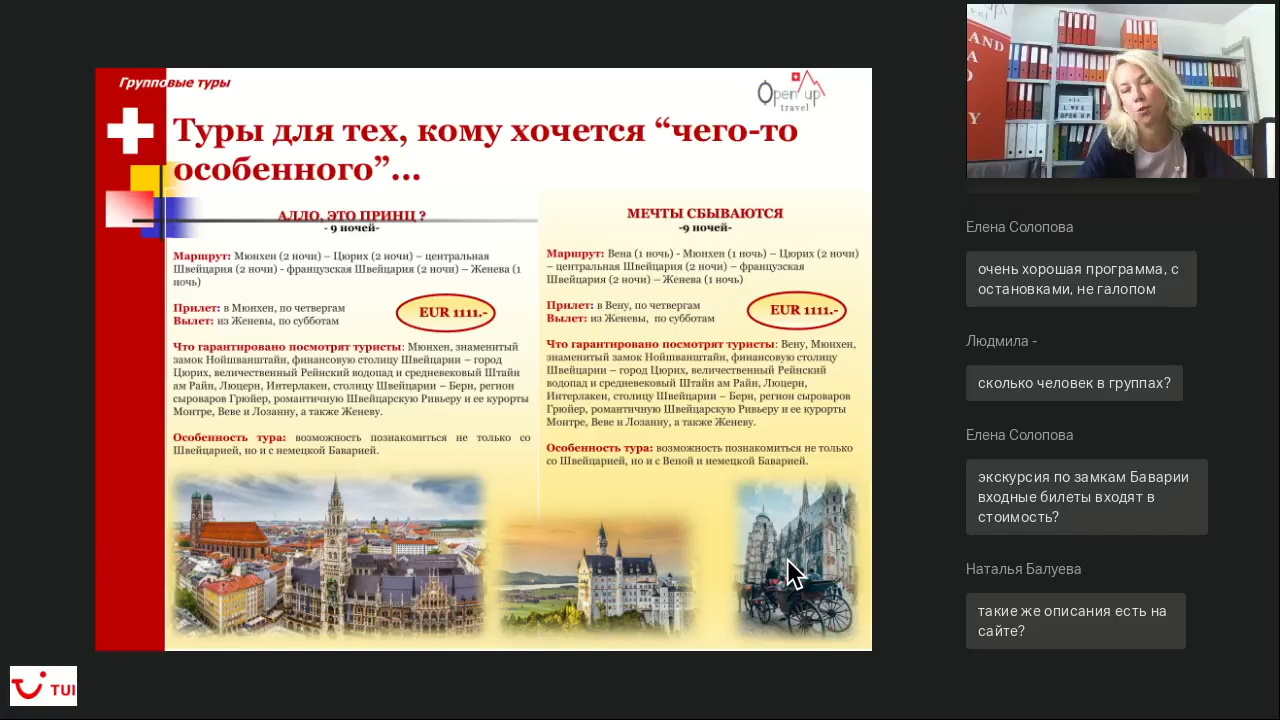 Групповые туры
Open up
travel
Туры для тех, кому хочется “чего-то
особенного”...
АЛЛО, ЭТО ПРИНЦ ?
- 9 ночей-
Маршрут: Мюнхен (2 ночи) – Цюрих (2 ночи) – центральная
Швейцария (2 ночи) - французская Швейцария (2 ночи) – Женева (1
ночь)
Прилет: в Мюнхен, по четвергам
Вылет: из Женевы, по субботам
EUR 1111.-
Что гарантировано посмотрят туристы: Мюнхен, знаменитый
замок Нойшванштайн, финансовую столицу Швейцарии – город
Цюрих, величественный Рейнский водопад и средневековый Штайн
ам Райн, Люцерн, Интерлакен, столицу Швейцарии – Берн, регион
сыроваров Грюйер, романтичную Швейцарскую Ривьеру и ее курорты
Монтре, Веве и Лозанну, а также Женеву.
Особенность тура: возможность познакомиться не только со
Швейцарией, но и с немецкой Баварией.
МЕЧТЫ СБЫВАЮТСЯ
-9 ночей-
Маршрут: Вена (1 ночь) - Мюнхен (1 ночь) – Цюрих (2 ночи)
– центральная Швейцария (2 ночи) – французская
Швейцария (2 ночи) – Женева (1 ночь)
Прилет: в Вену, по четвергам
Вылет: из Женевы, по субботам
EUR 1111.-
Что гарантировано посмотрят туристы: Вену, Мюнхен,
знаменитый замок Нойшванштайн, финансовую столицу
Швейцарии – город Цюрих, величественный Рейнский
водопад и средневековый Штайн ам Райн, Люцерн,
Интерлакен, столицу Швейцарии – Берн, регион сыроваров
Грюйер, романтичную Швейцарскую Ривьеру и ее курорты
Монтре, Веве и Лозанну, а также Женеву.
Особенность тура: возможность познакомиться не только
со Швейцарией, но и с Веной и немецкой Баварией.
TUI
LOVE
OPEN UP
Елена Солопова
очень хорошая программа, с
остановками, не галопом
Людмила -
сколько человек в группах?
Елена Солопова
экскурсия по замкам Баварии
входные билеты входят в
стоимость?
Наталья Балуева
такие же описания есть на
сайте?